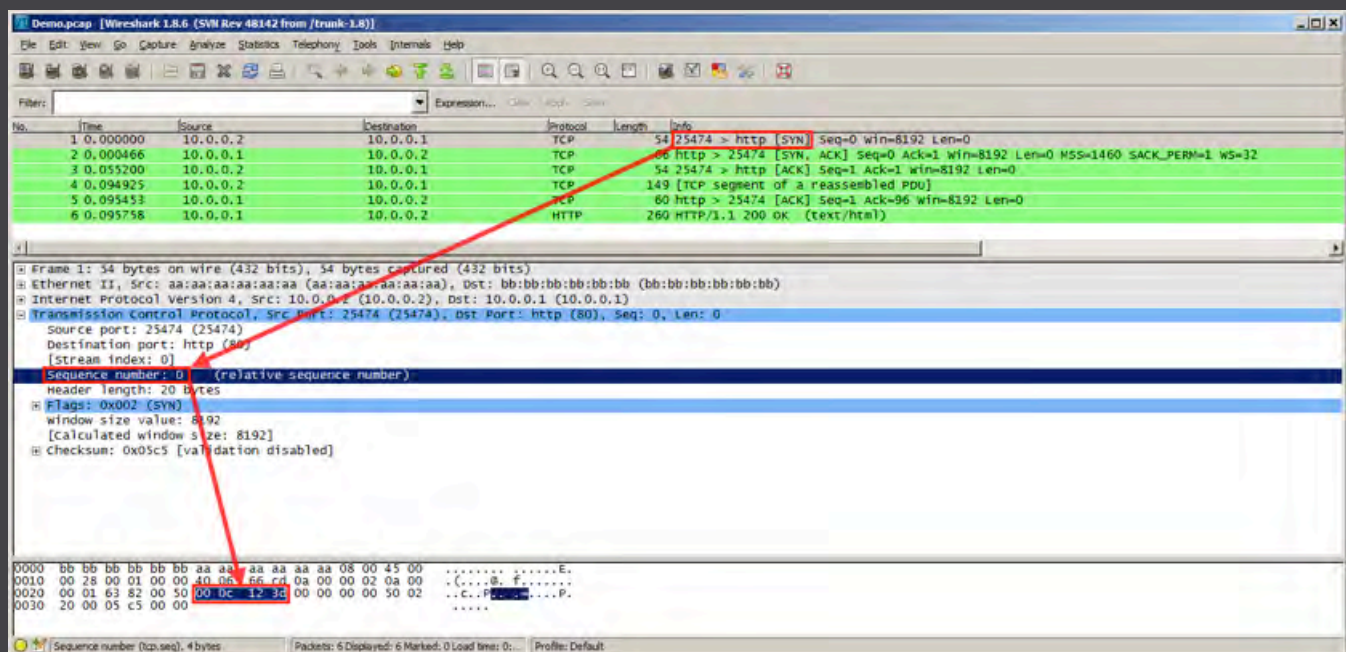 Demo.pcap [Wireshark 1.8.6 (SVN Rev 48142 from /trunk-1.8)]
File Edit View Go Capture Analyze Statistics Telephony Tools Internals Help
Filter: Expression... Clear Apply Save
No. Time Source Destination Protocol Length Info
1 0.000000 10.0.0.2 10.0.0.1 TCP 54 25474 > http [SYN] Seq=0 Win=8192 Len=0
2 0.000466 10.0.0.1 10.0.0.2 TCP 66 http > 25474 [SYN, ACK] Seq=0 Ack=1 Win=8192 Len=0 MSS=1460 SACK_PERM=1 WS=32
3 0.055200 10.0.0.2 10.0.0.1 TCP 54 25474 > http [ACK] Seq=1 Ack=1 Win=8192 Len=0
4 0.094925 10.0.0.2 10.0.0.1 TCP 149 [TCP segment of a reassembled PDU]
5 0.095453 10.0.0.1 10.0.0.2 TCP 60 http > 25474 [ACK] Seq=1 Ack=96 Win=8192 Len=0
6 0.095758 10.0.0.1 10.0.0.2 HTTP 260 HTTP/1.1 200 OK (text/html)
Frame 1: 54 bytes on wire (432 bits), 54 bytes captured (432 bits)
Ethernet II, Src: aa:aa:aa:aa:aa:aa (aa:aa:aa:aa:aa:aa), Dst: bb:bb:bb:bb:bb:bb (bb:bb:bb:bb:bb:bb)
Internet Protocol Version 4, Src: 10.0.0.2 (10.0.0.2), Dst: 10.0.0.1 (10.0.0.1)
Transmission Control Protocol, Src Port: 25474 (25474), Dst Port: http (80), Seq: 0, Len: 0
Source port: 25474 (25474)
Destination port: http (80)
[Stream index: 0]
Sequence number: 0 (relative sequence number)
Header length: 20 bytes
Flags: 0x002 (SYN)
Window size value: 8192
[Calculated window size: 8192]
Checksum: 0x05c5 [validation disabled]
0000 bb bb bb bb bb bb aa aa aa aa aa aa 08 00 45 00 ........ ......E.
0010 00 28 00 01 00 00 40 06 66 cd 0a 00 00 02 0a 00 .(....@. f.......
0020 00 01 63 82 00 50 00 0c 12 3d 00 00 00 00 50 02 ..c..P.. .=....P.
0030 20 00 05 c5 00 00 .....
Sequence number (tcp.seq), 4 bytes Packets: 6 Displayed: 6 Marked: 0 Load time: 0:... Profile: Default